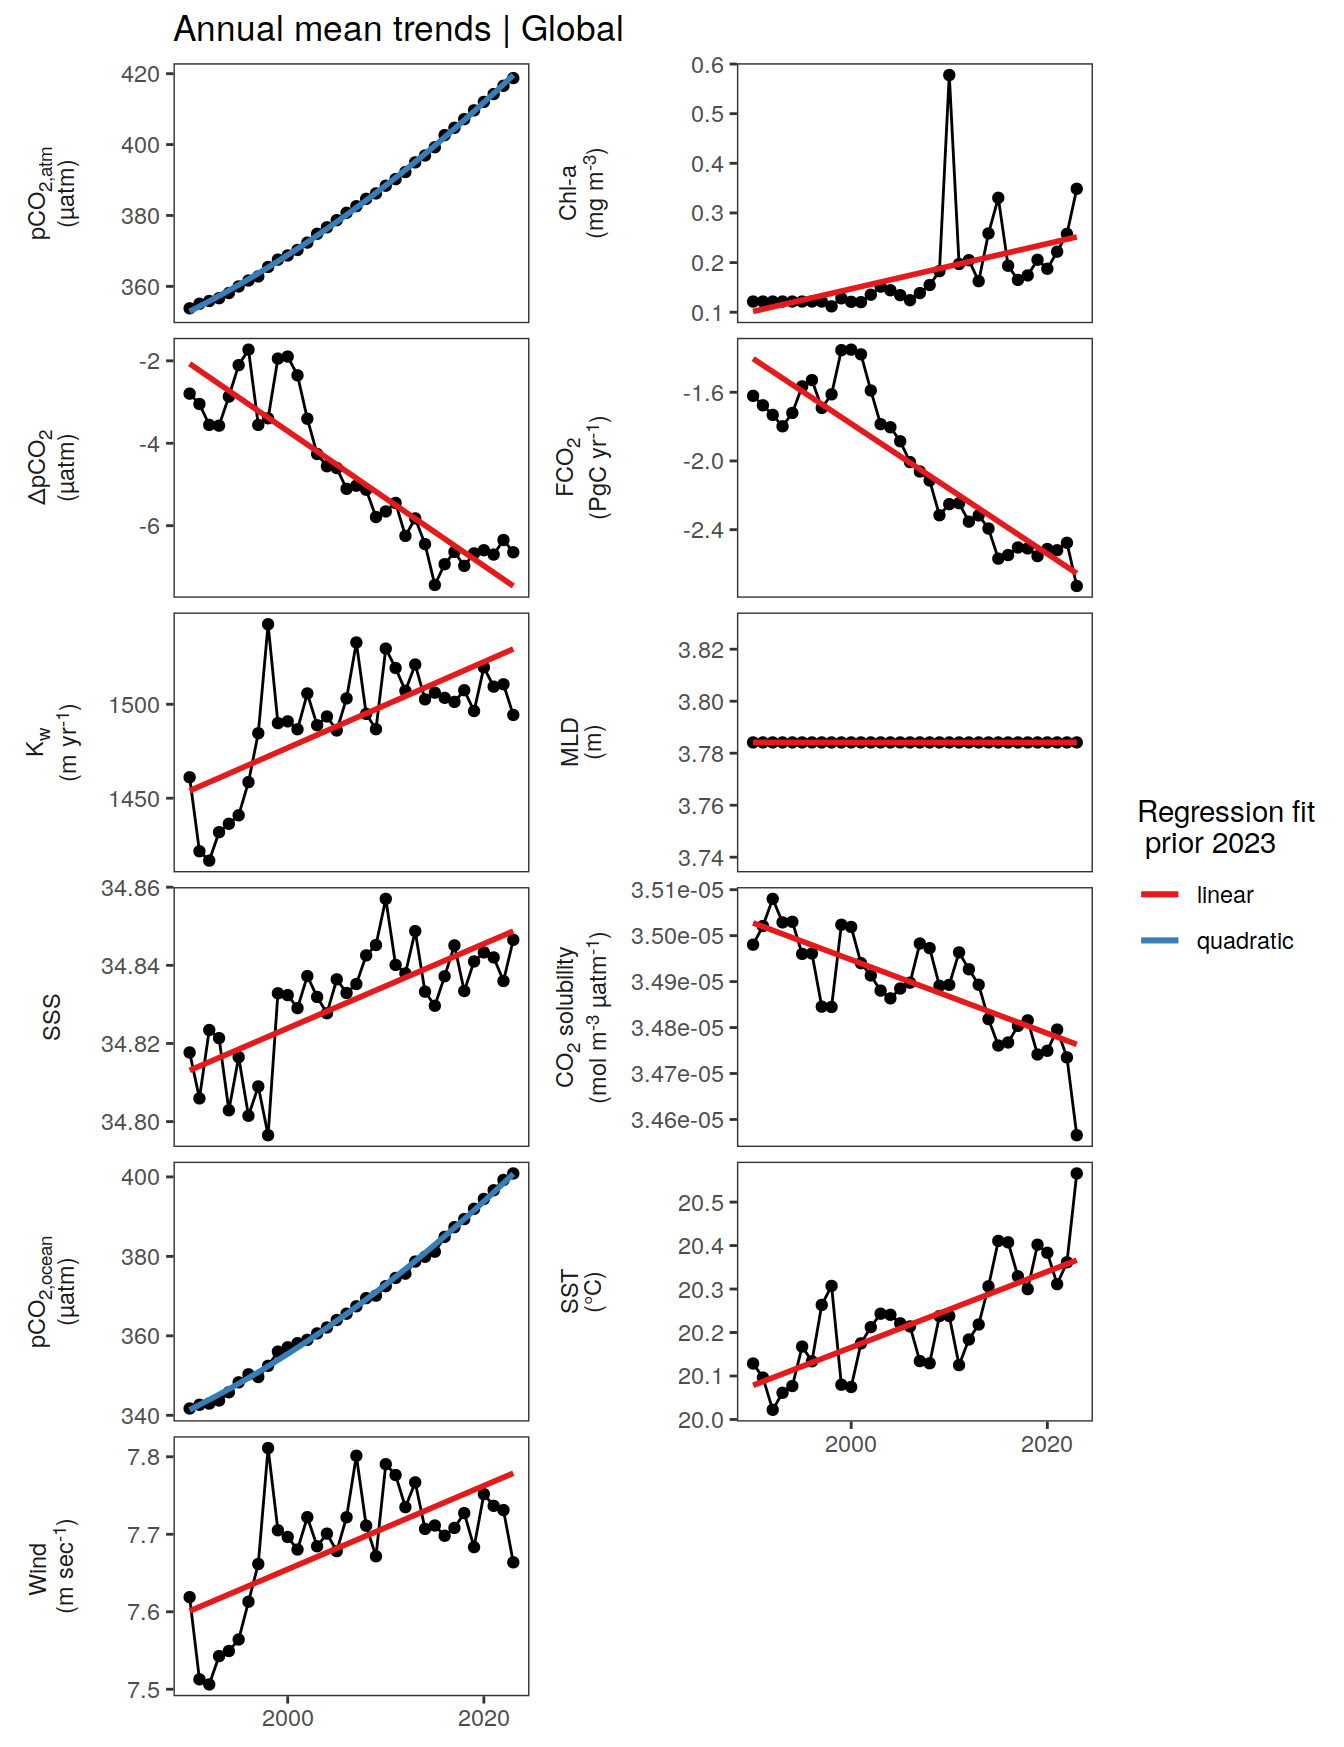 Annual mean trends | Global
pCO2,atm
(µatm)
420
400
380
360
Chl-a
(mg m-3)
0.6
0.5
0.4
0.3
0.2
0.1
ΔpCO2
(µatm)
-2
-4
-6
FCO2
(PgC yr-1)
-1.6
-2.0
-2.4
Kw
(m yr-1)
1500
1450
MLD
(m)
3.82
3.80
3.78
3.76
3.74
Regression fit
prior 2023
linear
quadratic
SSS
34.86
34.84
34.82
34.80
CO2 solubility
(mol m-3 µatm-1)
3.51e-05
3.50e-05
3.49e-05
3.48e-05
3.47e-05
3.46e-05
pCO2,ocean
(µatm)
400
380
360
340
SST
(°C)
20.5
20.4
20.3
20.2
20.1
20.0
2000 2020
Wind
(m sec-1)
7.8
7.7
7.6
7.5
2000 2020